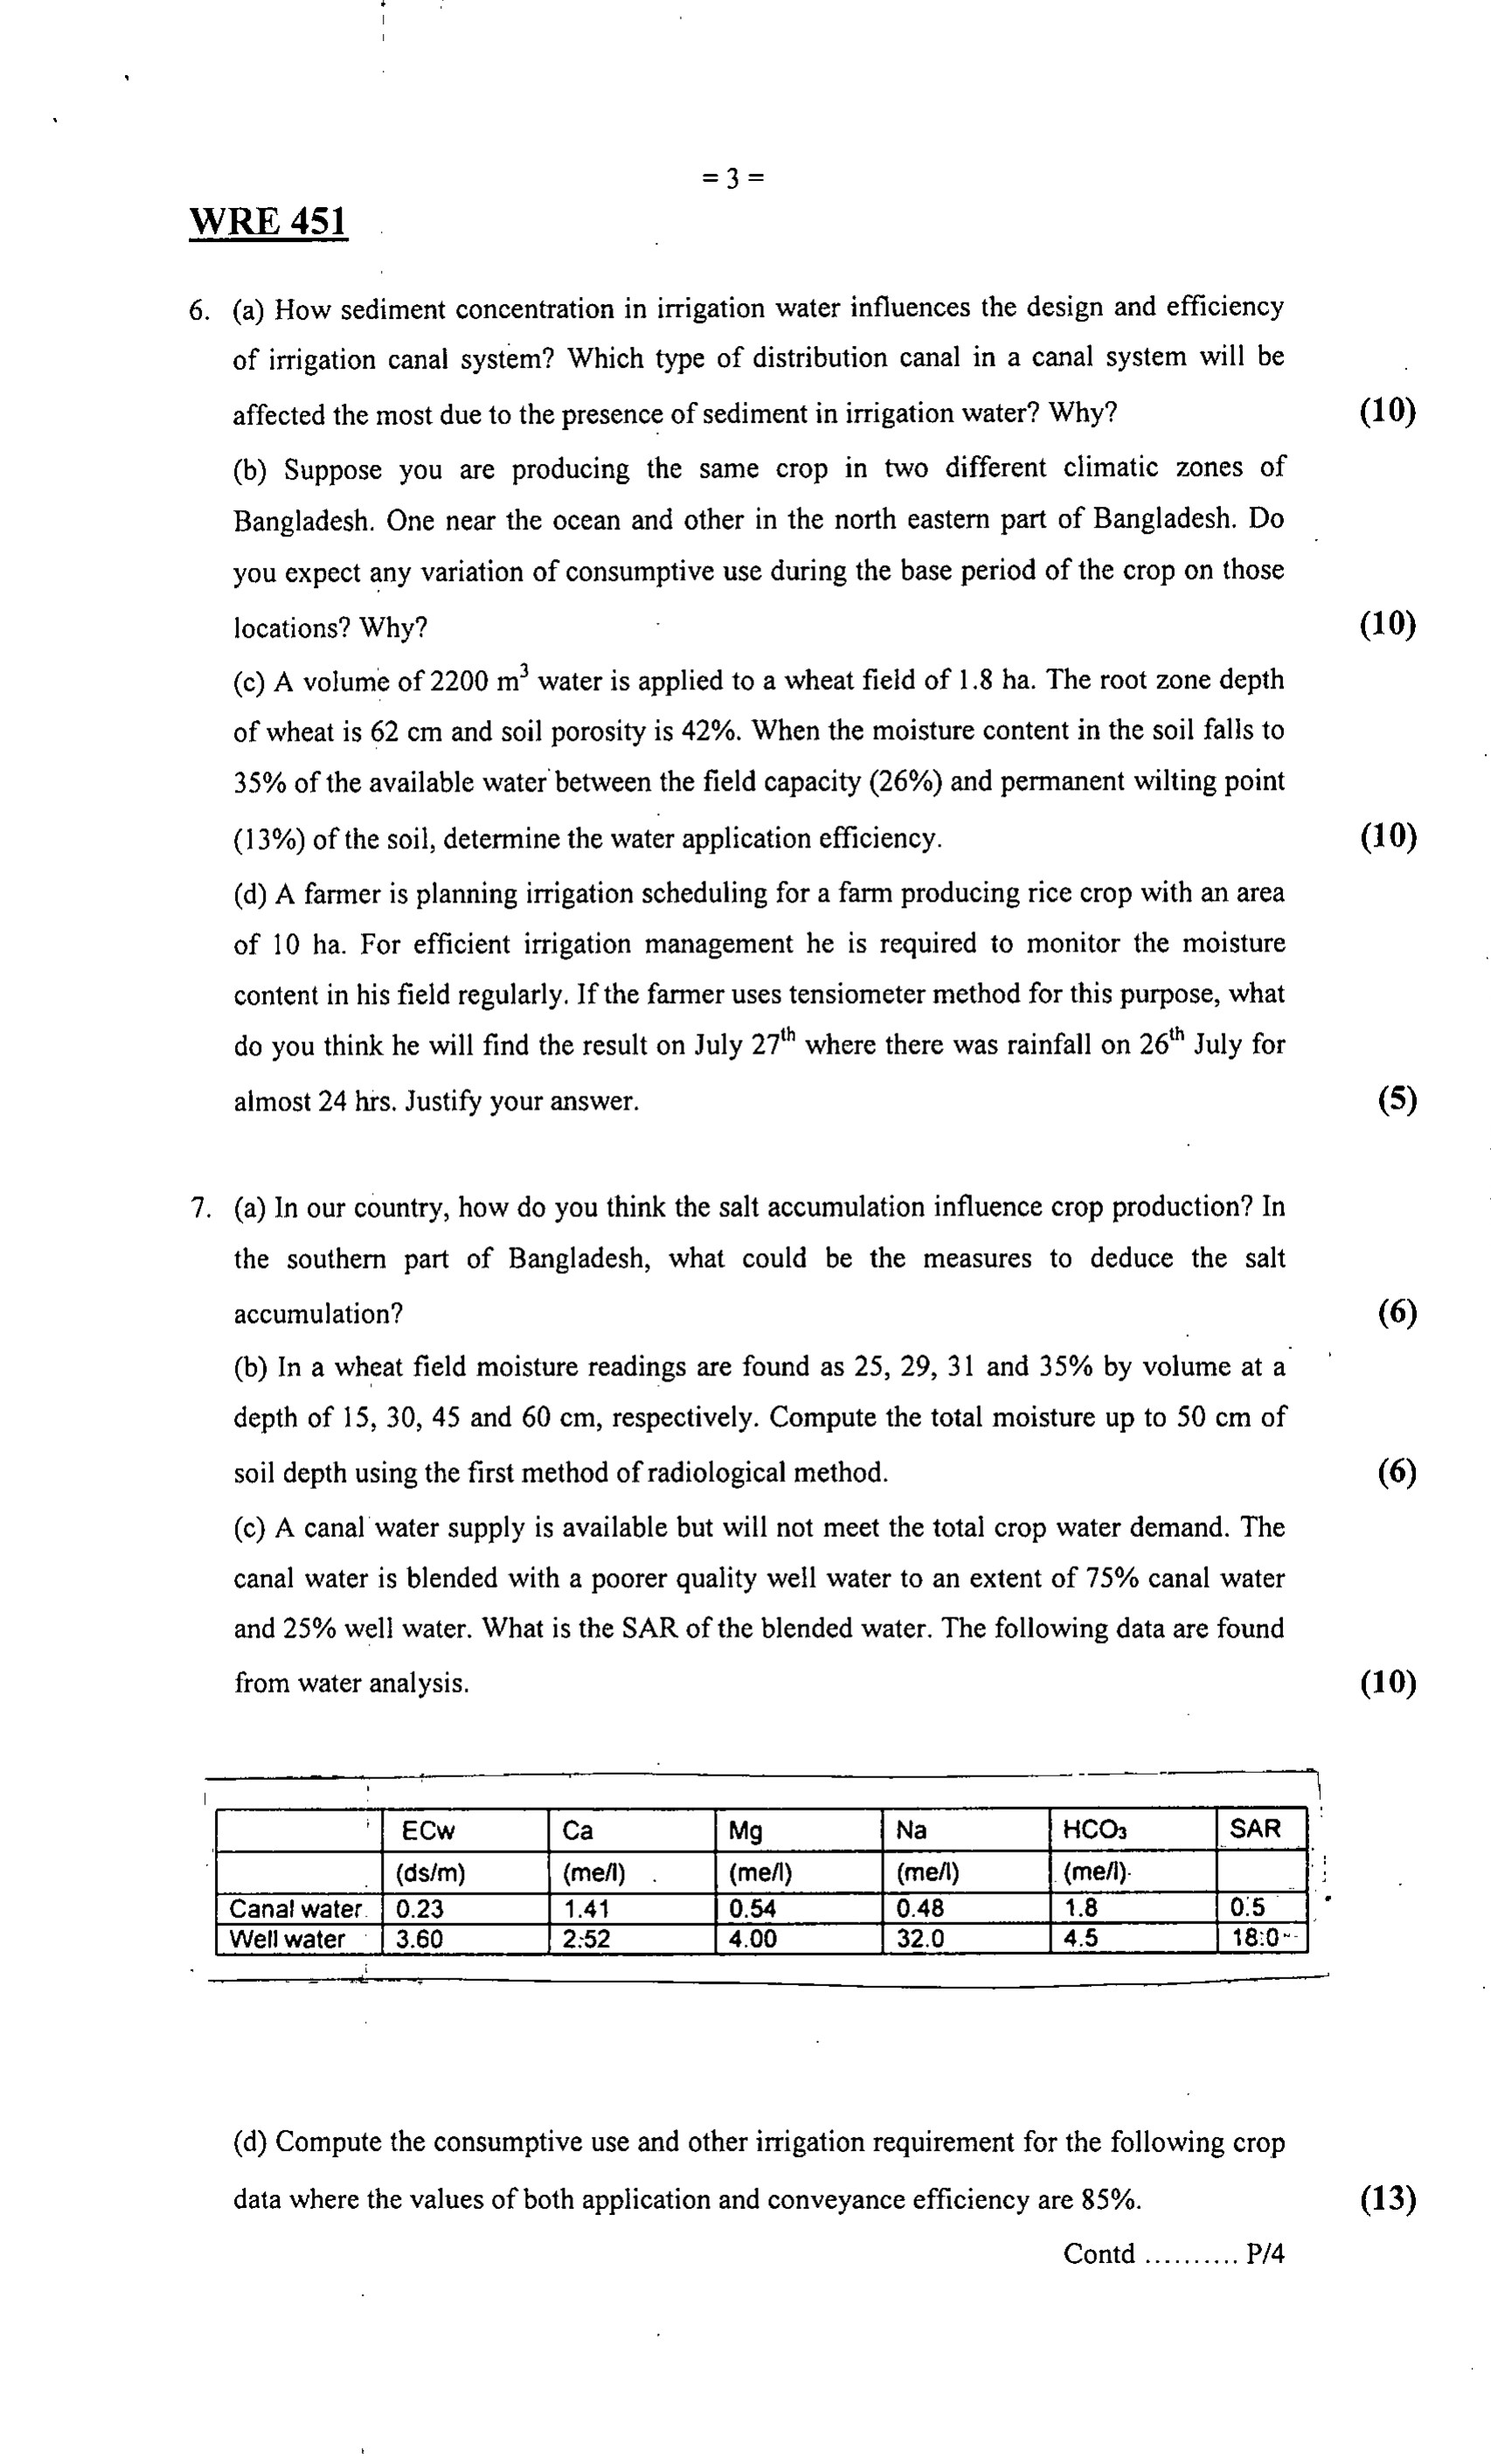 = 3 =
WRE 451
6. (a) How sediment concentration in irrigation water influences the design and efficiency
of irrigation canal system? Which type of distribution canal in a canal system will be
affected the most due to the presence of sediment in irrigation water? Why? (10)
(b) Suppose you are producing the same crop in two different climatic zones of
Bangladesh. One near the ocean and other in the north eastern part of Bangladesh. Do
you expect any variation of consumptive use during the base period of the crop on those
locations? Why? (10)
(c) A volume of 2200 m³ water is applied to a wheat field of 1.8 ha. The root zone depth
of wheat is 62 cm and soil porosity is 42%. When the moisture content in the soil falls to
35% of the available water between the field capacity (26%) and permanent wilting point
(13%) of the soil, determine the water application efficiency. (10)
(d) A farmer is planning irrigation scheduling for a farm producing rice crop with an area
of 10 ha. For efficient irrigation management he is required to monitor the moisture
content in his field regularly. If the farmer uses tensiometer method for this purpose, what
do you think he will find the result on July 27th where there was rainfall on 26th July for
almost 24 hrs. Justify your answer. (5)
7. (a) In our country, how do you think the salt accumulation influence crop production? In
the southern part of Bangladesh, what could be the measures to deduce the salt
accumulation? (6)
(b) In a wheat field moisture readings are found as 25, 29, 31 and 35% by volume at a
depth of 15, 30, 45 and 60 cm, respectively. Compute the total moisture up to 50 cm of
soil depth using the first method of radiological method. (6)
(c) A canal water supply is available but will not meet the total crop water demand. The
canal water is blended with a poorer quality well water to an extent of 75% canal water
and 25% well water. What is the SAR of the blended water. The following data are found
from water analysis. (10)
ECw Ca Mg Na HCO₃ SAR
(ds/m) (me/l) (me/l) (me/l) (me/l)
Canal water 0.23 1.41 0.54 0.48 1.8 0.5
Well water 3.60 2.52 4.00 32.0 4.5 18.0
(d) Compute the consumptive use and other irrigation requirement for the following crop
data where the values of both application and conveyance efficiency are 85%. (13)
Contd .......... P/4